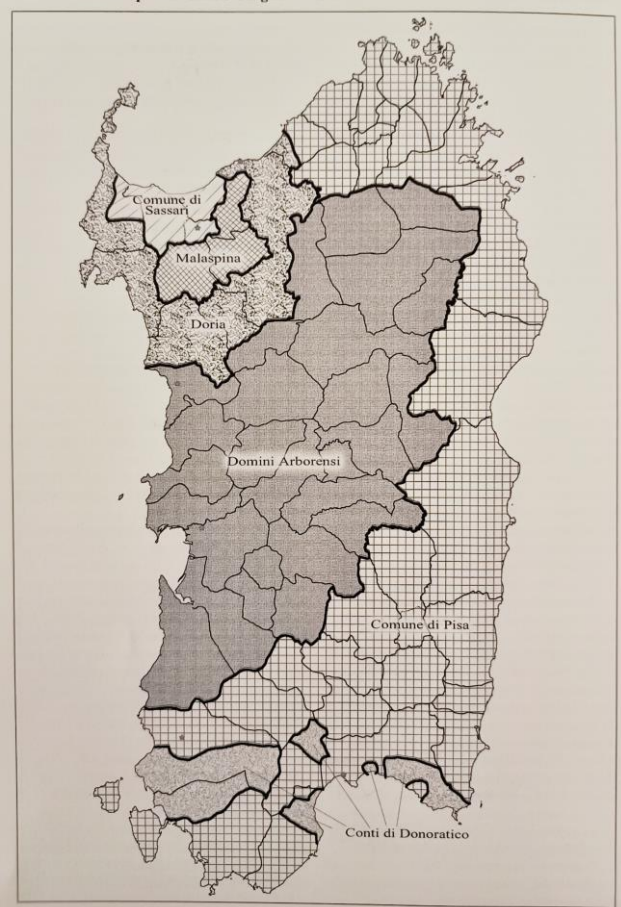 Comune di
Sassari
Malaspina
Doria
Domini Arborensi
Comune di Pisa
Conti di Donoratico